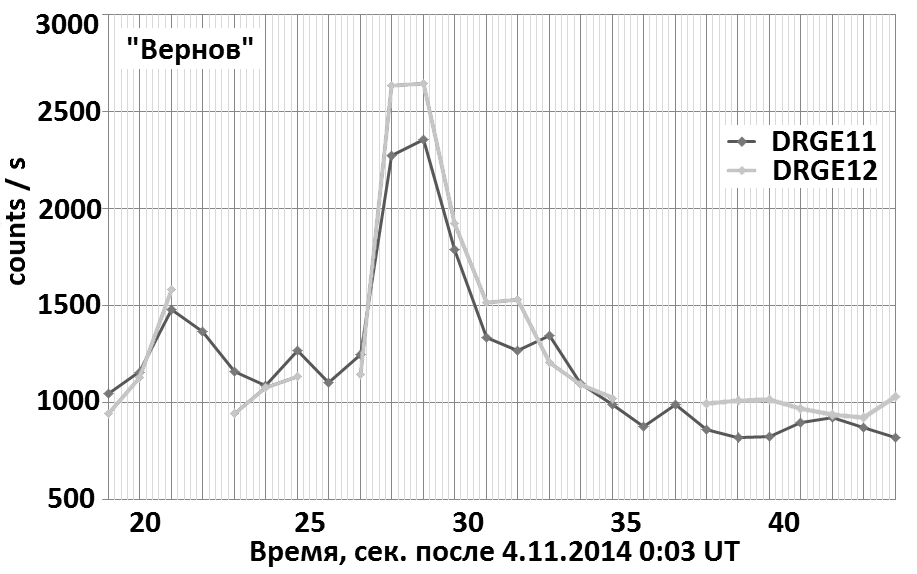 3000
"Вернов"
2500
DRGE11
DRGE12
2000
counts / s
1500
1000
500
20 25 30 35 40
Время, сек. после 4.11.2014 0:03 UT